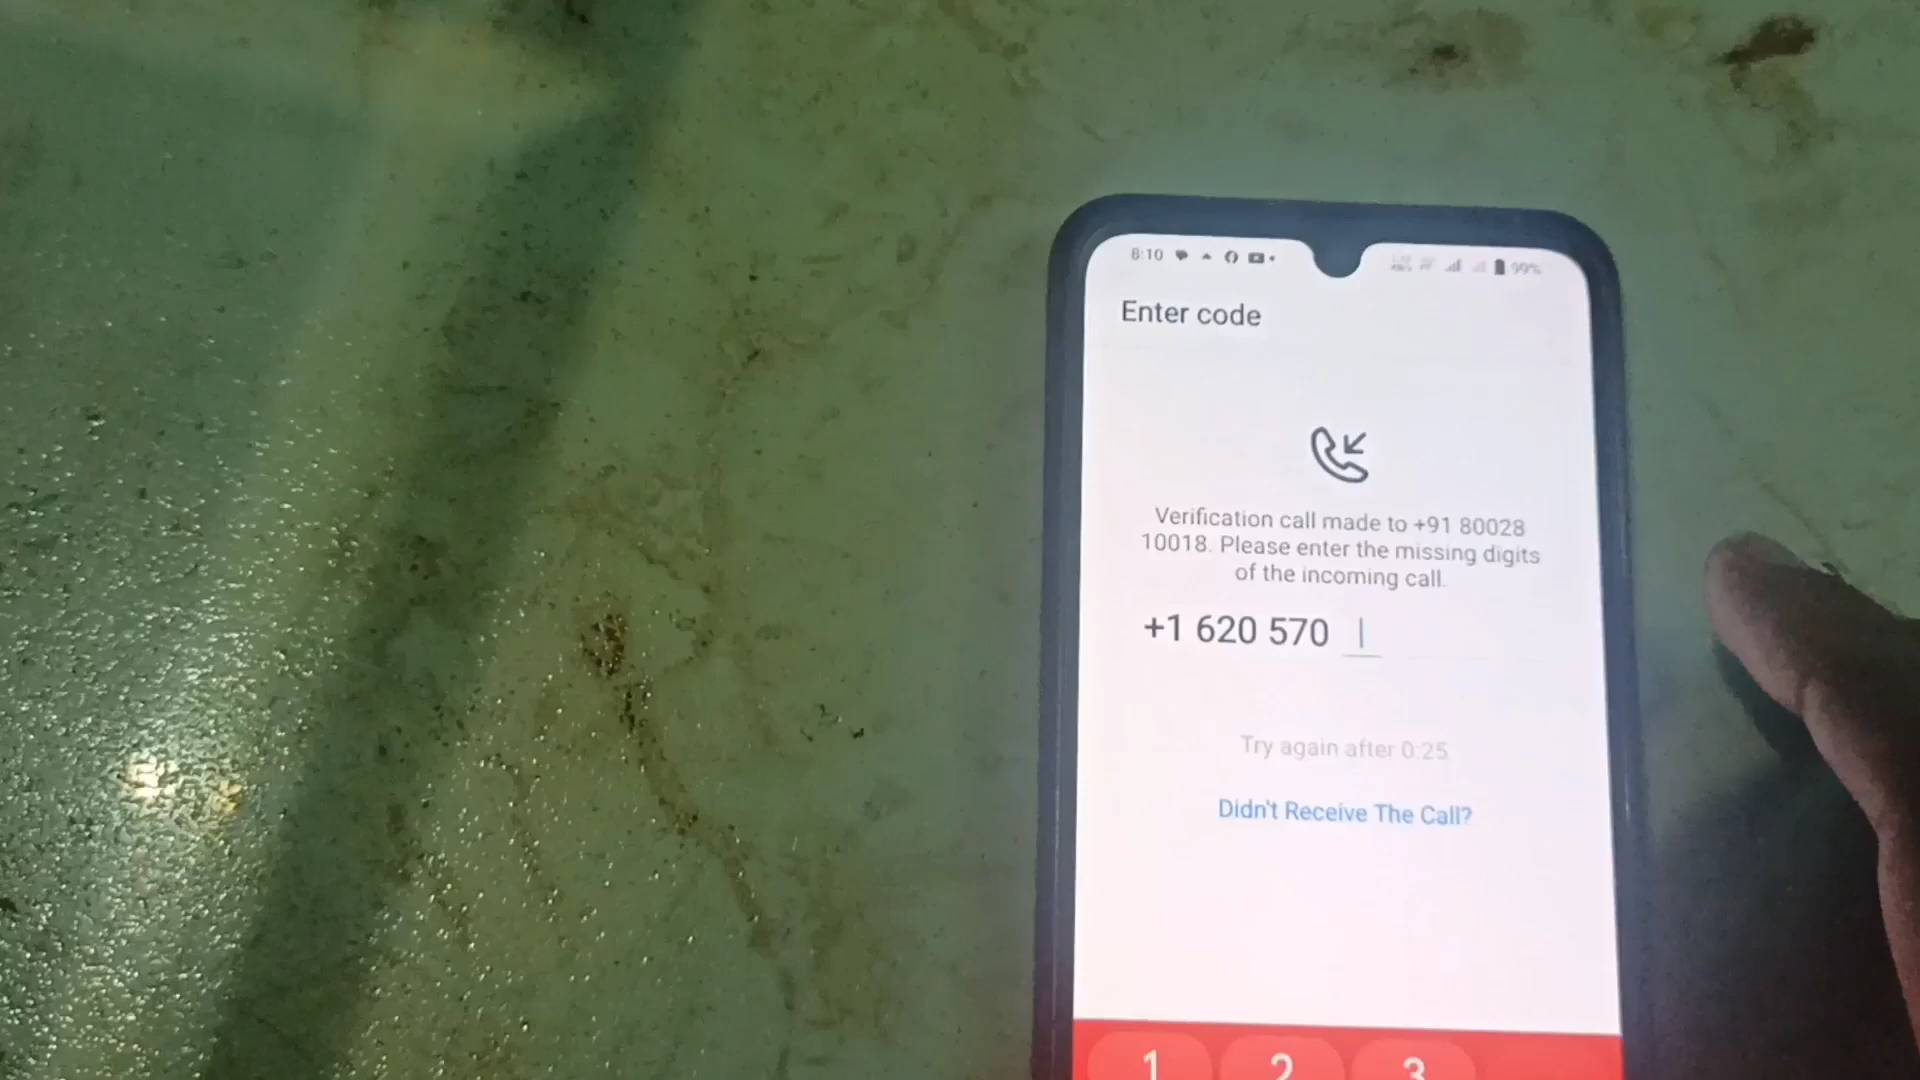 8:10
99%
Enter code
Verification call made to +91 80028
10018. Please enter the missing digits
of the incoming call.
+1 620 570
Try again after 0:25
Didn't Receive The Call?
1 2 3